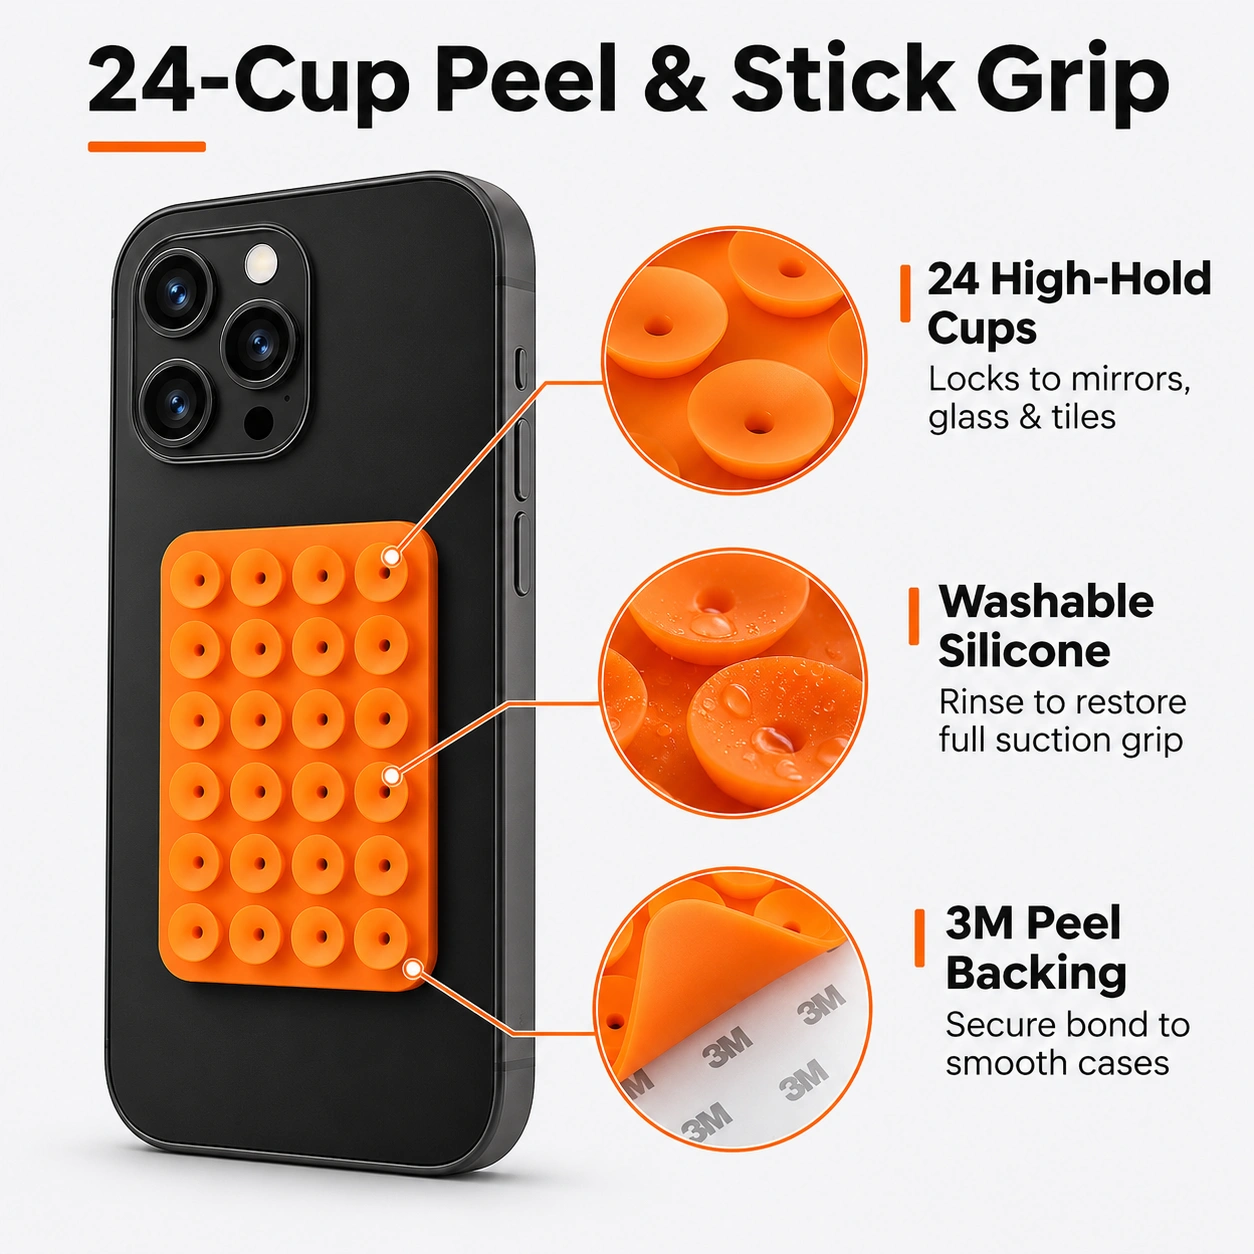 24-Cup Peel & Stick Grip
24 High-Hold
Cups
Locks to mirrors,
glass & tiles
Washable
Silicone
Rinse to restore
full suction grip
3M Peel
Backing
Secure bond to
smooth cases
3M
3M
3M
3M